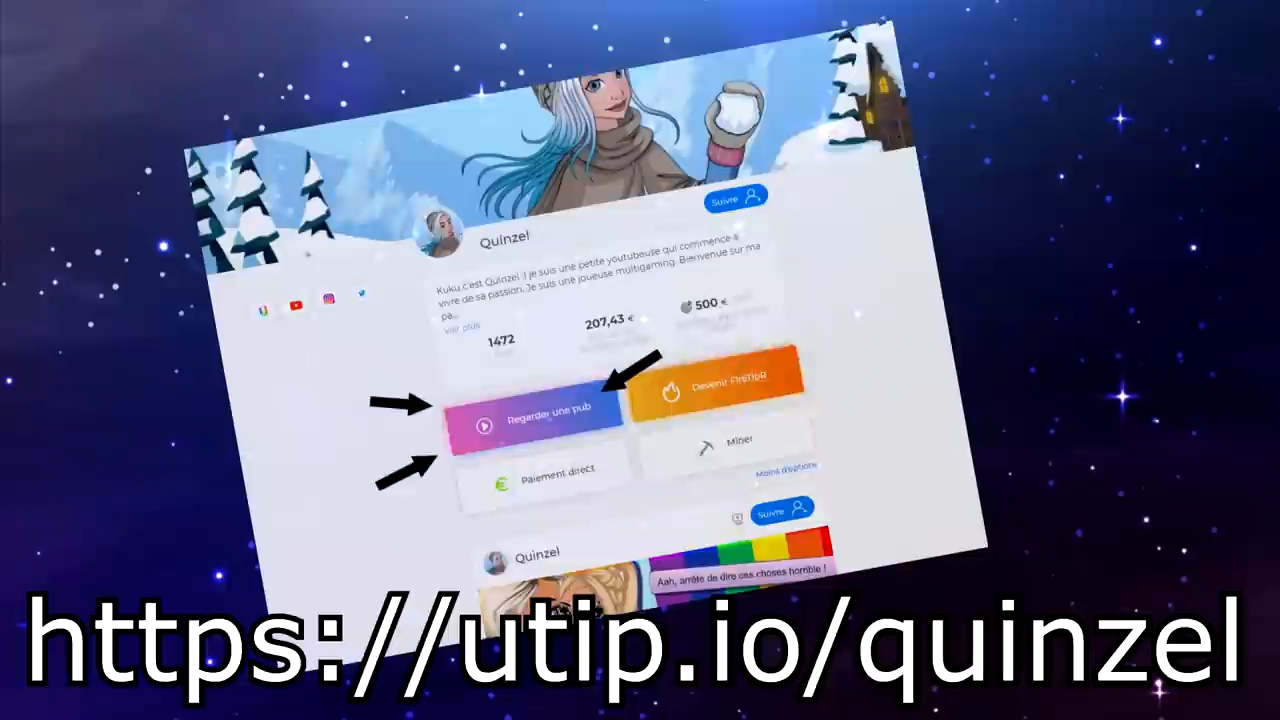 Suivre
Quinzel
Kuku c'est Quinzel ! je suis une petite youtubeuse qui commence à
vivre de sa passion. Je suis une joueuse multigaming. Bienvenue sur ma
pa...
Voir plus
1472
207,43 €
500 €
Regarder une pub
Devenir FireTipR
Paiement direct
Miner
Moins d'options
Suivre
Quinzel
Aah, arrête de dire ces choses horrible !
https://utip.io/quinzel